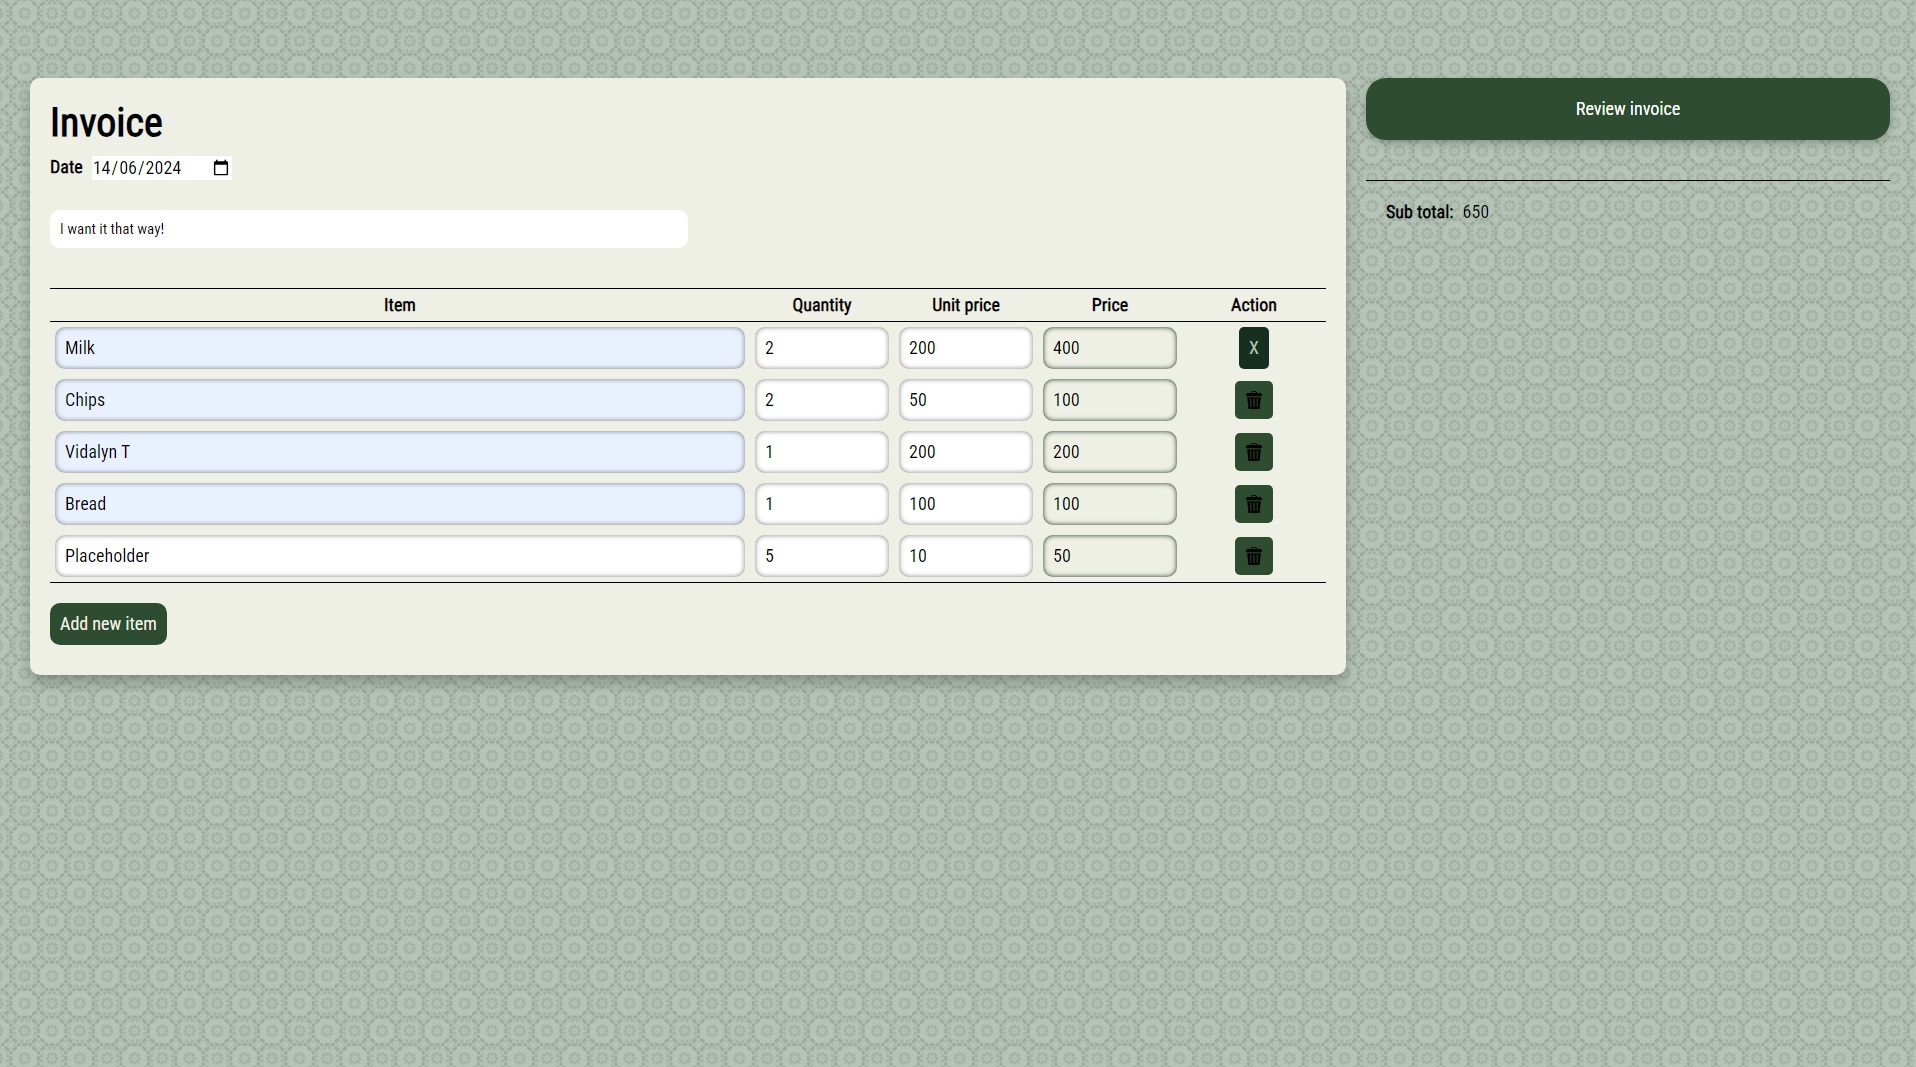 Invoice
Review invoice
Date 14/06/2024
Sub total: 650
I want it that way!
Item Quantity Unit price Price Action
Milk 2 200 400 X
Chips 2 50 100
Vidalyn T 1 200 200
Bread 1 100 100
Placeholder 5 10 50
Add new item